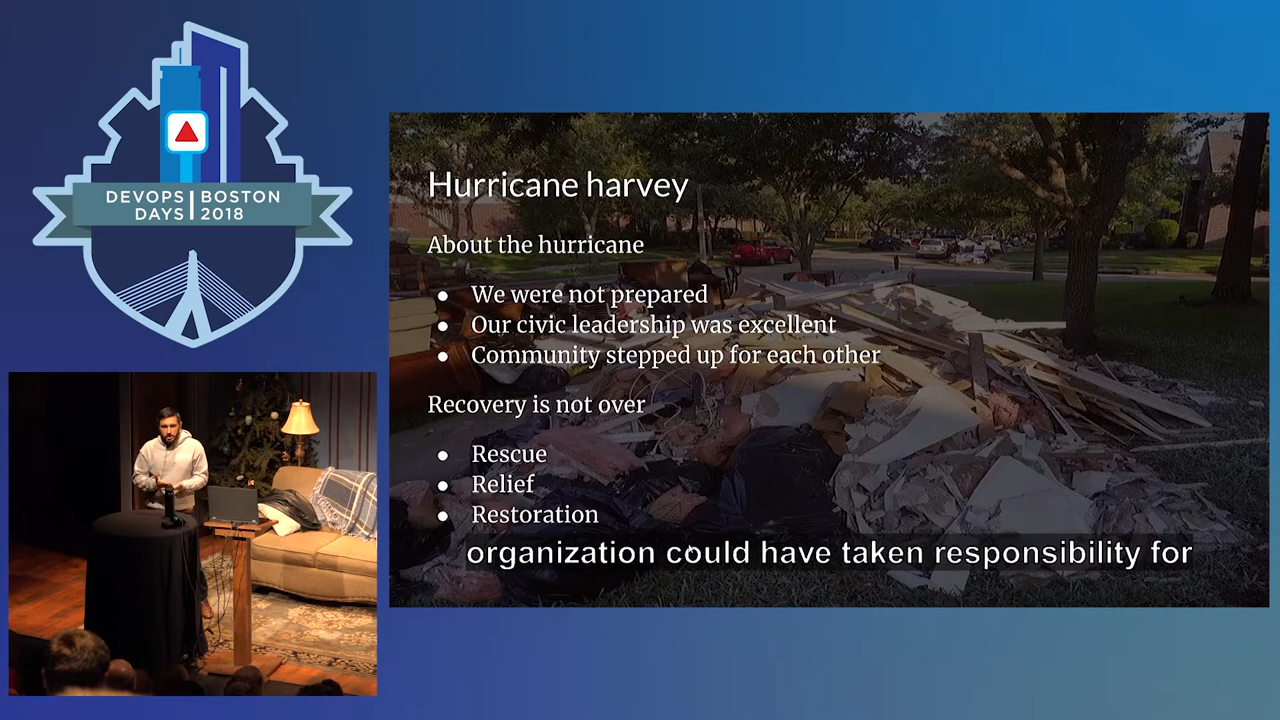 DEVOPS BOSTON
DAYS 2018
Hurricane harvey
About the hurricane
● We were not prepared
● Our civic leadership was excellent
● Community stepped up for each other
Recovery is not over
● Rescue
● Relief
● Restoration
organization could have taken responsibility for